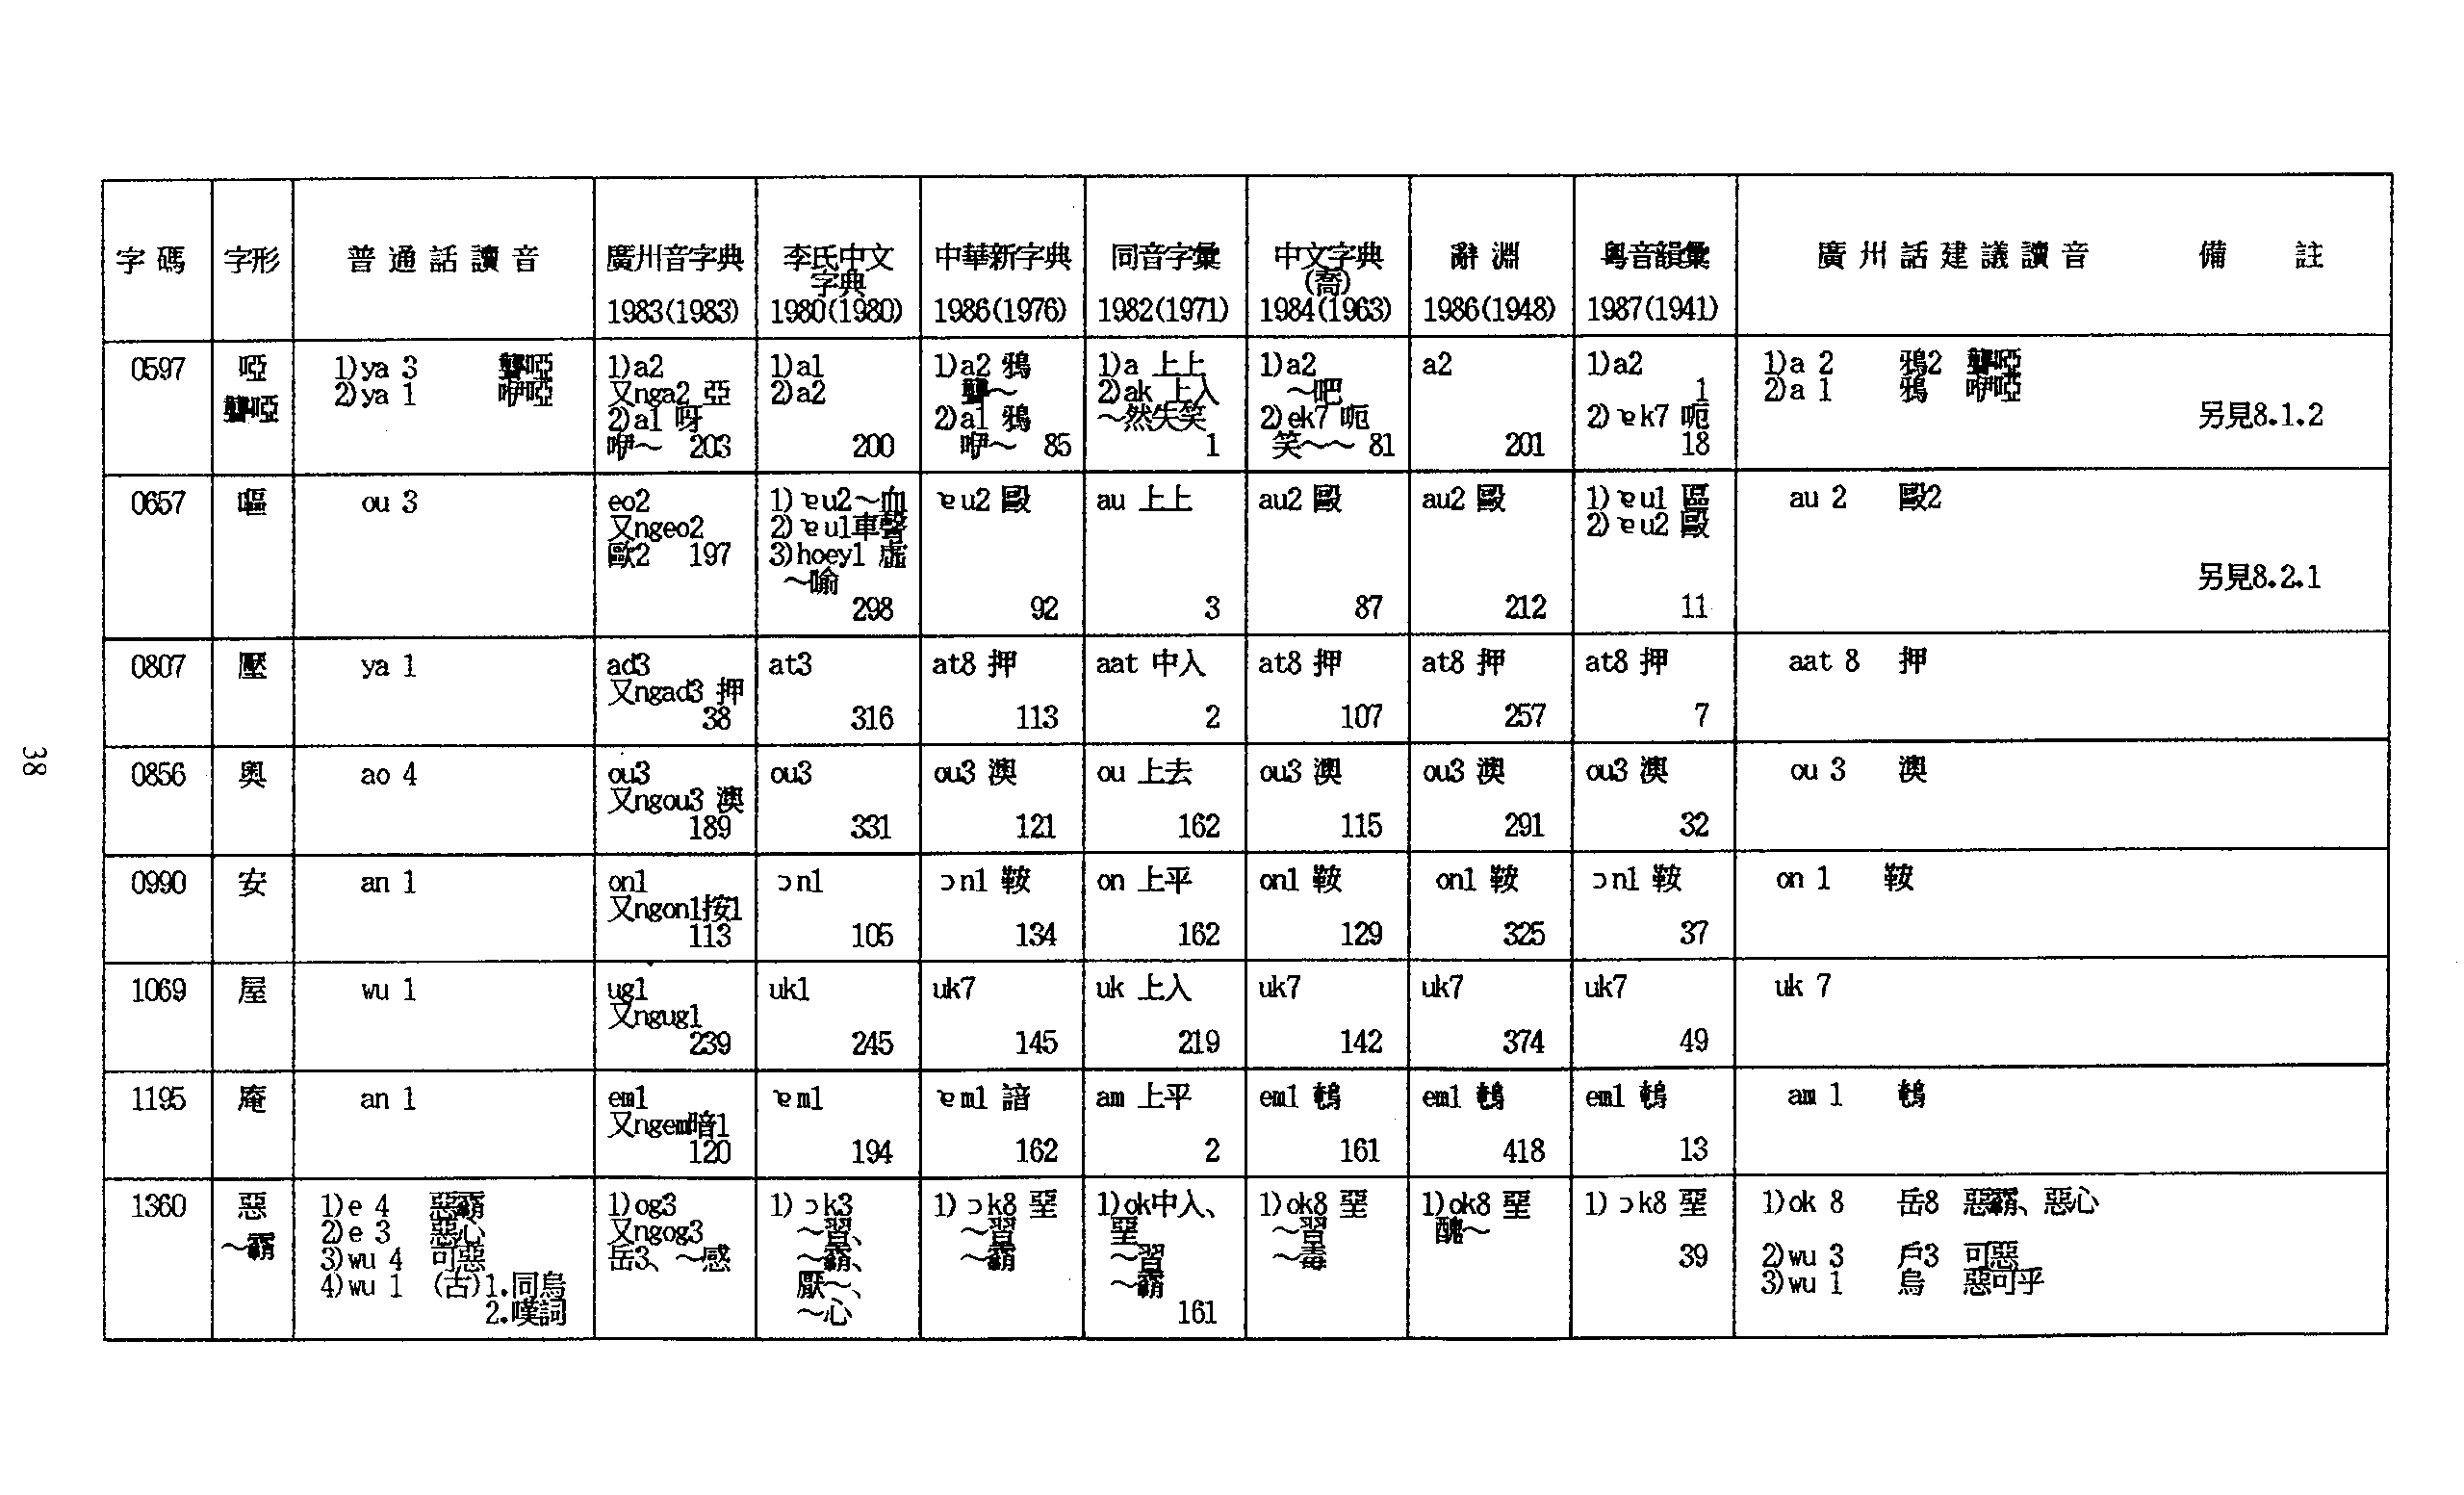 字碼 字形 普通話讀音 廣州音字典 李氏中文 中華新字典 同音字彙 中文字典 辭淵 粵音韻彙 廣州話建議讀音 備註
字典 (喬)
1983(1983) 1980(1980) 1986(1976) 1982(1971) 1984(1963) 1986(1948) 1987(1941)
0597 啞 1)ya 3 聾啞 1)a2 1)a1 1)a2 鴉 1)a 上上 1)a2 a2 1)a2 1)a 2 鴉2 聾啞
2)ya 1 咿啞 又nga2 亞 2)a2 聾～ 2)ak 上入 ～吧 1 2)a 1 鴉 咿啞
聾啞 2)a1 呀 2)a1 鴉 ～然失笑 2)ek7 呃 2)ɐk7 呃 另見8.1.2
咿～ 203 200 咿～ 85 1 笑～～ 81 201 18
0657 嘔 ou 3 eo2 1)ɐu2～血 ɐu2 毆 au 上上 au2 毆 au2 毆 1)ɐu1 區 au 2 毆2
又ngeo2 2)ɐu1車聲 2)ɐu2 毆
歐2 197 3)hoey1 虛
～喻 另見8.2.1
298 92 3 87 212 11
0807 壓 ya 1 ad3 at3 at8 押 aat 中入 at8 押 at8 押 at8 押 aat 8 押
又ngad3 押
38 316 113 2 107 257 7
38
0856 奧 ao 4 ou3 ou3 ou3 澳 ou 上去 ou3 澳 ou3 澳 ou3 澳 ou 3 澳
又ngou3 澳
189 331 121 162 115 291 32
0990 安 an 1 on1 ɔn1 ɔn1 鞍 on 上平 on1 鞍 on1 鞍 ɔn1 鞍 on 1 鞍
又ngon1按1
113 105 134 162 129 325 37
1069 屋 wu 1 ug1 uk1 uk7 uk 上入 uk7 uk7 uk7 uk 7
又ngug1
239 245 145 219 142 374 49
1195 庵 an 1 em1 ɐm1 ɐm1 諳 am 上平 em1 鵪 em1 鵪 em1 鵪 am 1 鵪
又ngem暗1
120 194 162 2 161 418 13
1360 惡 1)e 4 惡霸 1)og3 1)ɔk3 1)ɔk8 堊 1)ok中入、 1)ok8 堊 1)ok8 堊 1)ɔk8 堊 1)ok 8 岳8 惡霸、惡心
2)e 3 惡心 又ngog3 ～習、 ～習 堊 ～習 醜～
～霸 3)wu 4 可惡 岳3、～感 ～霸、 ～霸 ～習 ～毒 39 2)wu 3 戶3 可惡
4)wu 1 (古)1.同烏 厭～、 ～霸 3)wu 1 烏 惡可乎
2.嘆詞 ～心 161